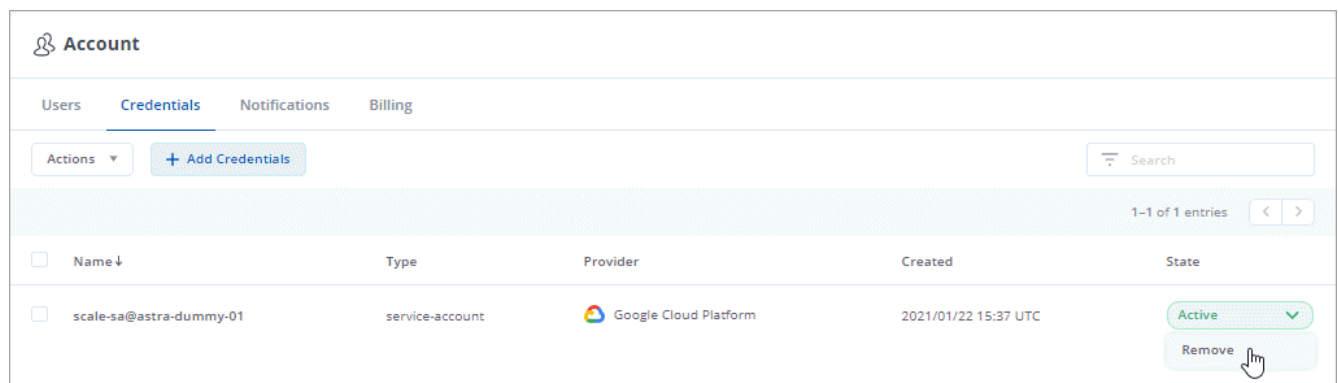 Account
Users Credentials Notifications Billing
Actions + Add Credentials Search
1–1 of 1 entries < >
Name↓ Type Provider Created State
scale-sa@astra-dummy-01 service-account Google Cloud Platform 2021/01/22 15:37 UTC Active
Remove